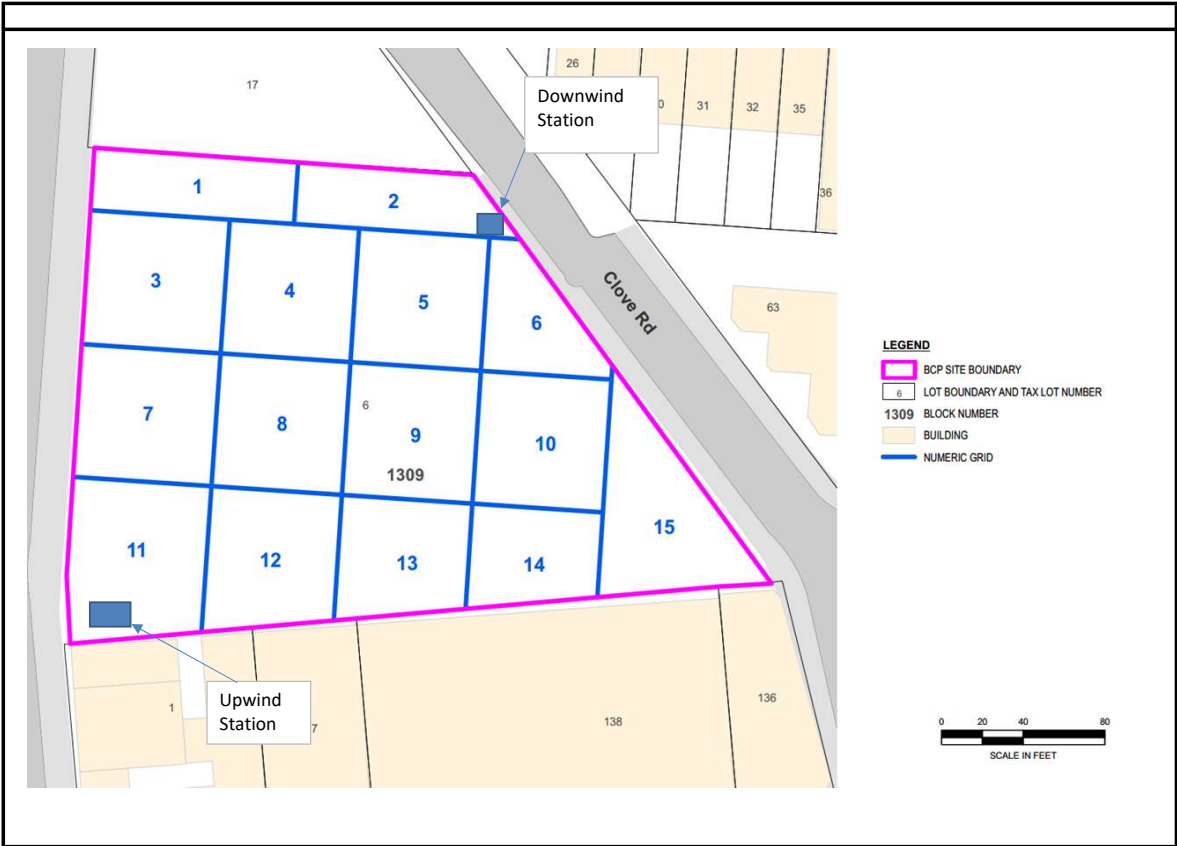 17
26
Downwind
Station
0
31
32
35
36
1
2
3
4
5
6
Clove Rd
63
7
8
6
9
1309
10
11
12
13
14
15
Upwind
Station
1
7
138
136
LEGEND
BCP SITE BOUNDARY
6 LOT BOUNDARY AND TAX LOT NUMBER
1309 BLOCK NUMBER
BUILDING
NUMERIC GRID
0 20 40 80
SCALE IN FEET